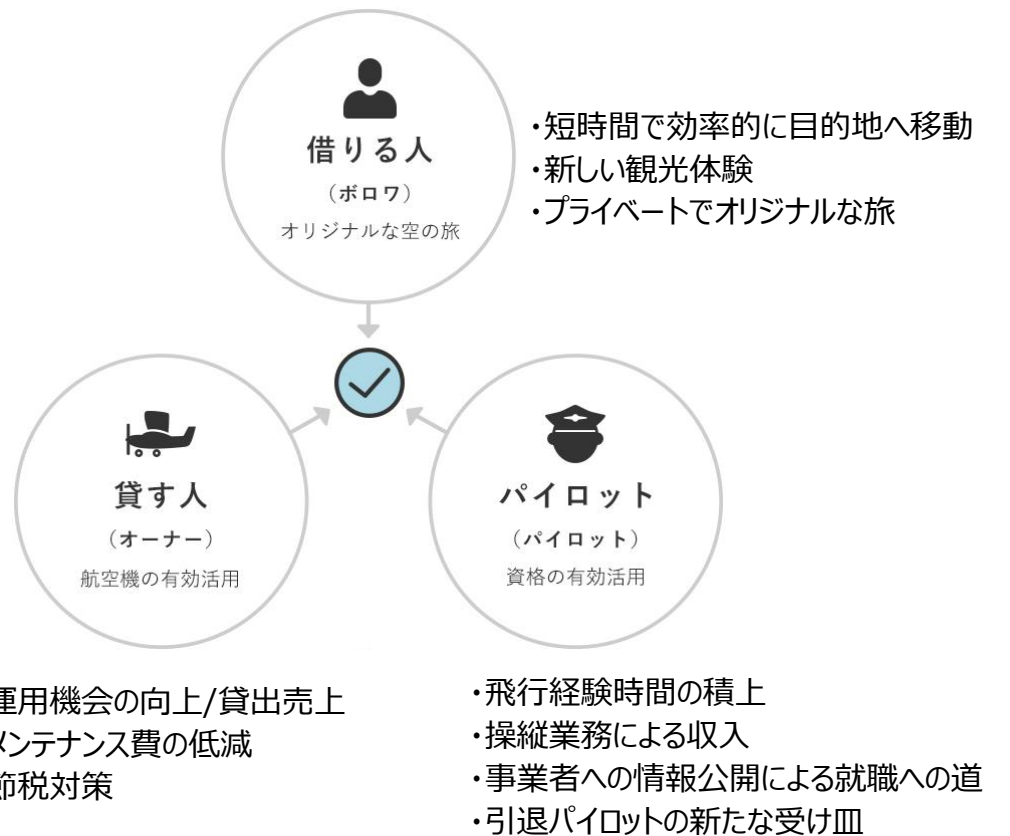 借りる人
（ボロワ）
オリジナルな空の旅
・短時間で効率的に目的地へ移動
・新しい観光体験
・プライベートでオリジナルな旅
貸す人
（オーナー）
航空機の有効活用
パイロット
（パイロット）
資格の有効活用
運用機会の向上/貸出売上
メンテナンス費の低減
節税対策
・飛行経験時間の積上
・操縦業務による収入
・事業者への情報公開による就職への道
・引退パイロットの新たな受け皿